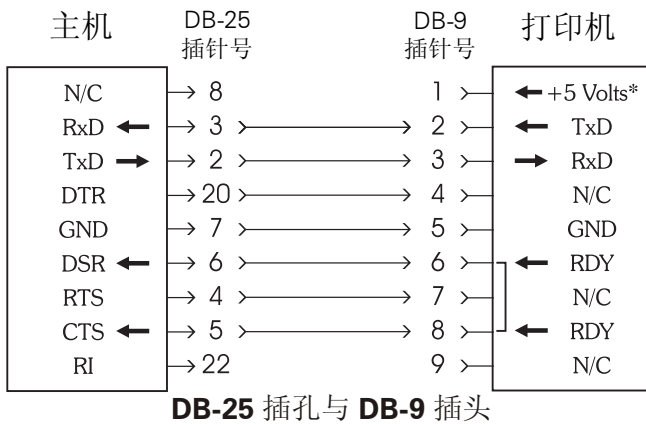 主机 DB-25 插针号 DB-9 插针号 打印机
N/C 8 1 +5 Volts*
RxD 3 2 TxD
TxD 2 3 RxD
DTR 20 4 N/C
GND 7 5 GND
DSR 6 6 RDY
RTS 4 7 N/C
CTS 5 8 RDY
RI 22 9 N/C
DB-25 插孔与 DB-9 插头